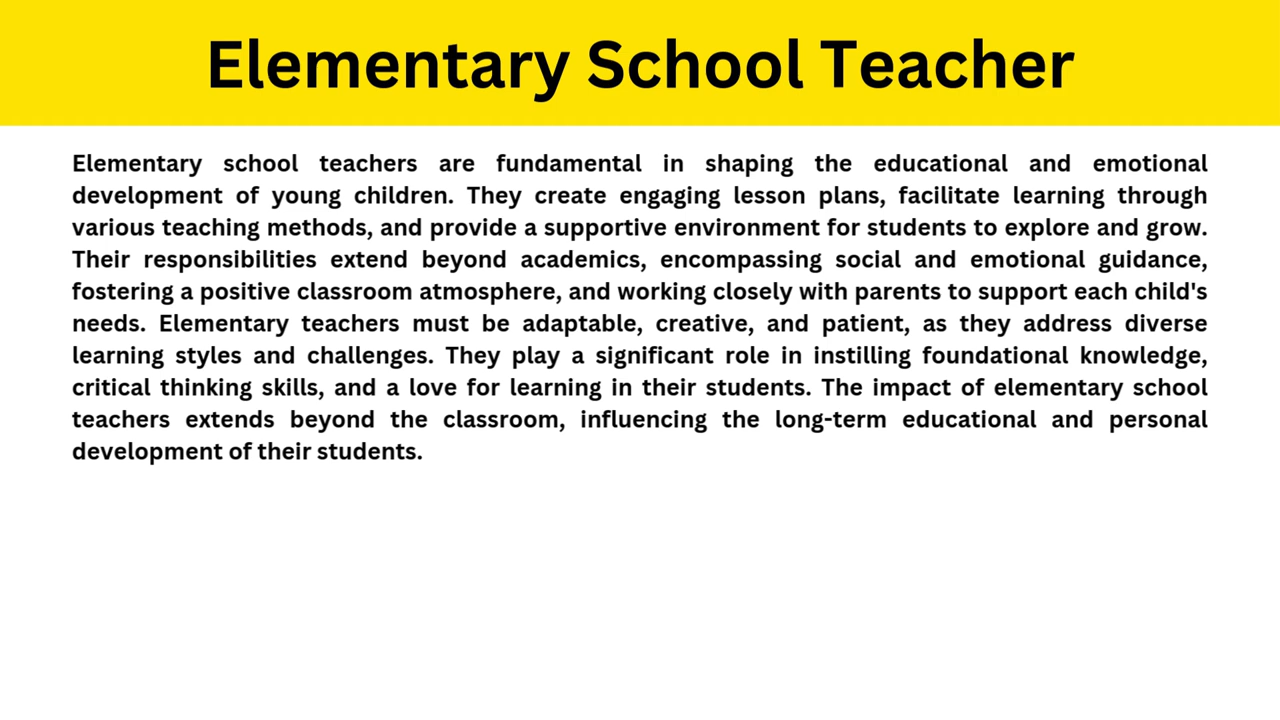 Elementary School Teacher
Elementary school teachers are fundamental in shaping the educational and emotional
development of young children. They create engaging lesson plans, facilitate learning through
various teaching methods, and provide a supportive environment for students to explore and grow.
Their responsibilities extend beyond academics, encompassing social and emotional guidance,
fostering a positive classroom atmosphere, and working closely with parents to support each child's
needs. Elementary teachers must be adaptable, creative, and patient, as they address diverse
learning styles and challenges. They play a significant role in instilling foundational knowledge,
critical thinking skills, and a love for learning in their students. The impact of elementary school
teachers extends beyond the classroom, influencing the long-term educational and personal
development of their students.